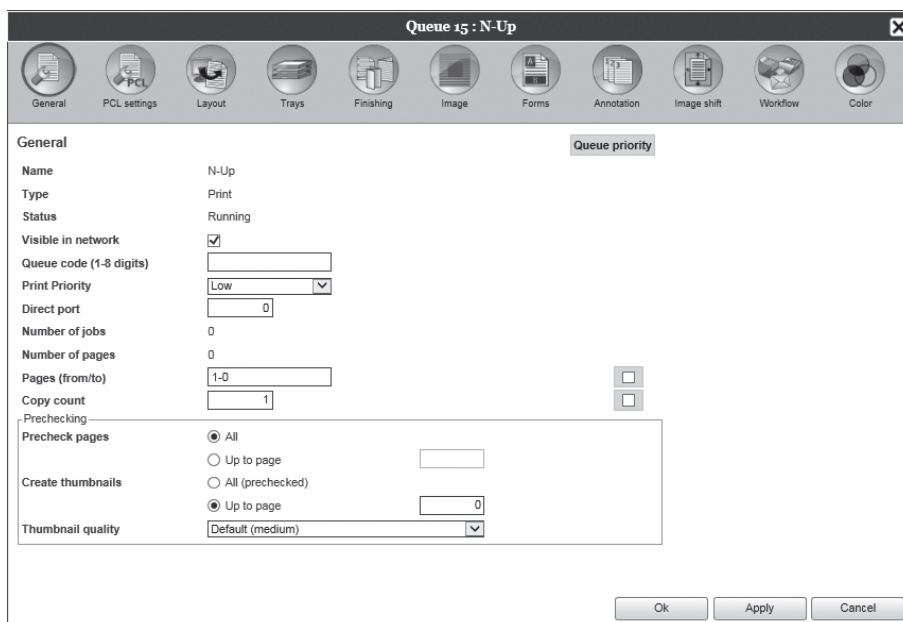 Queue 15 : N-Up
General PCL settings Layout Trays Finishing Image Forms Annotation Image shift Workflow Color
General Queue priority
Name N-Up
Type Print
Status Running
Visible in network
Queue code (1-8 digits)
Print Priority Low
Direct port 0
Number of jobs 0
Number of pages 0
Pages (from/to) 1-0
Copy count 1
Prechecking
Precheck pages All
Up to page
Create thumbnails All (prechecked)
Up to page 0
Thumbnail quality Default (medium)
Ok Apply Cancel